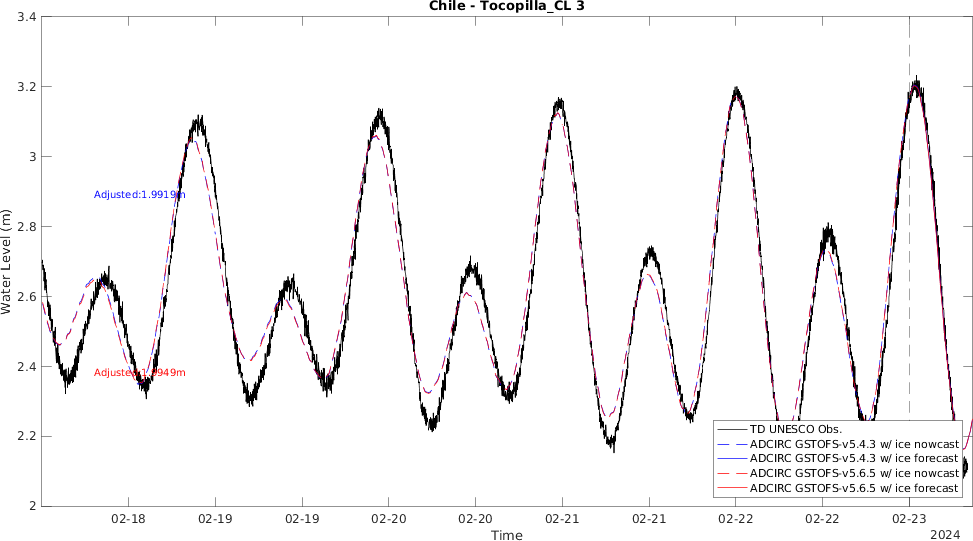 Chile - Tocopilla_CL 3
3.4
3.2
3
2.8
2.6
2.4
2.2
2
Water Level (m)
Adjusted:1.9919m
Adjusted:1.9949m
TD UNESCO Obs.
ADCIRC GSTOFS-v5.4.3 w/ ice nowcast
ADCIRC GSTOFS-v5.4.3 w/ ice forecast
ADCIRC GSTOFS-v5.6.5 w/ ice nowcast
ADCIRC GSTOFS-v5.6.5 w/ ice forecast
02-18 02-19 02-19 02-20 02-20 02-21 02-21 02-22 02-22 02-23
Time
2024